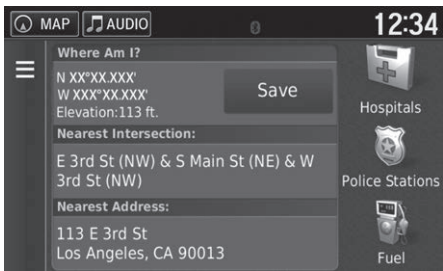 MAP AUDIO 12:34
Where Am I?
N XX°XX.XXX'
W XXX°XX.XXX'
Elevation:113 ft.
Save
Nearest Intersection:
E 3rd St (NW) & S Main St (NE) & W
3rd St (NW)
Nearest Address:
113 E 3rd St
Los Angeles, CA 90013
Hospitals
Police Stations
Fuel